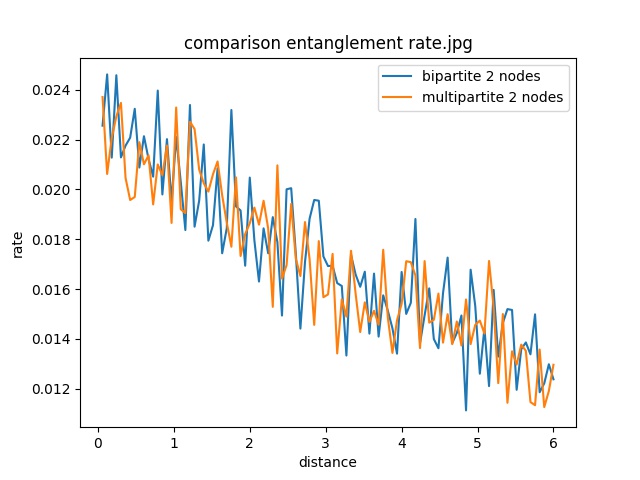 comparison entanglement rate.jpg
bipartite 2 nodes
multipartite 2 nodes
rate
0.024
0.022
0.020
0.018
0.016
0.014
0.012
0 1 2 3 4 5 6
distance